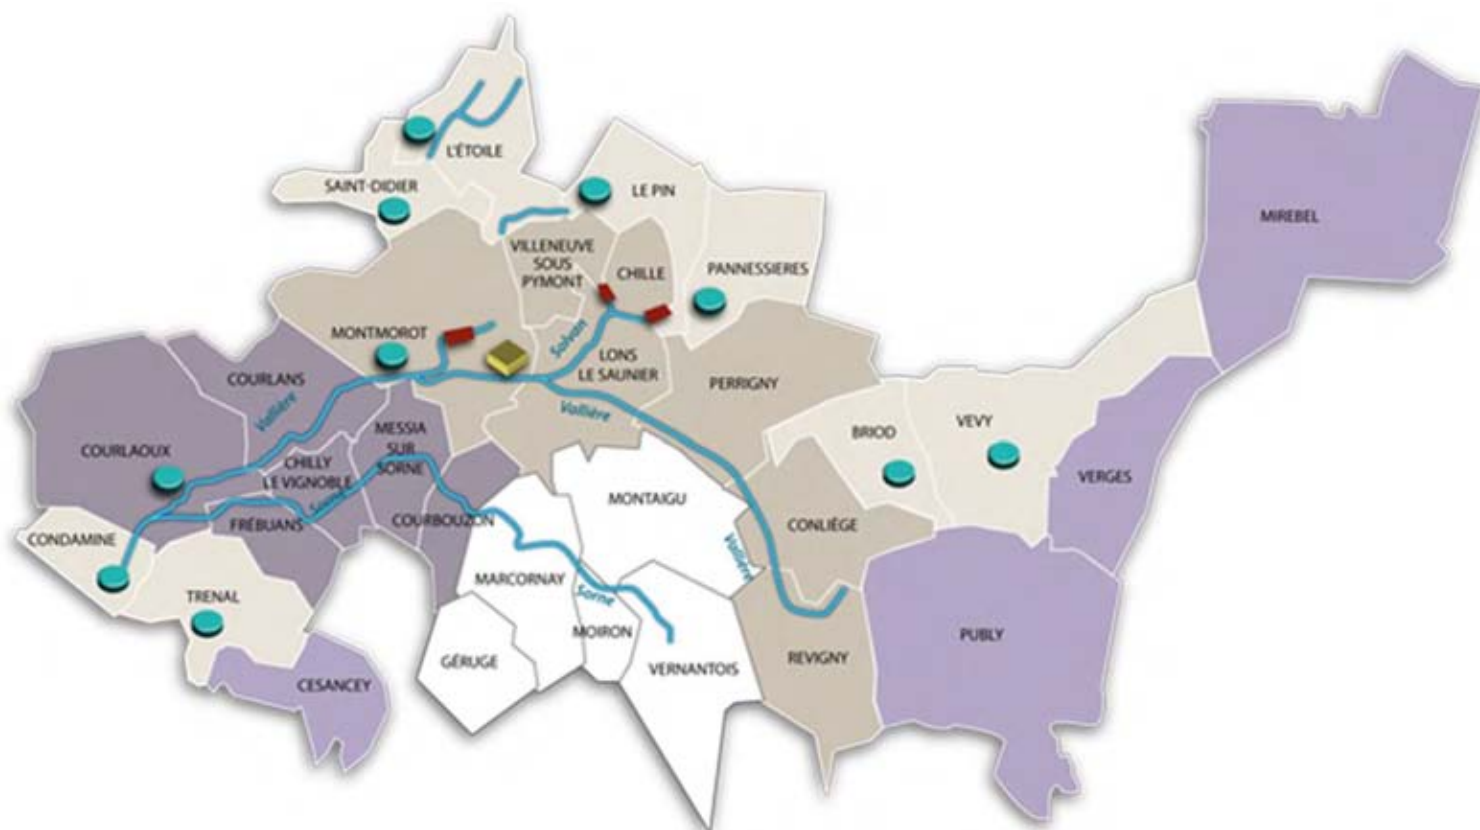 L'ÉTOILE
SAINT-DIDIER
LE PIN
MIREBEL
VILLENEUVE
SOUS
PYMONT
CHILLE
PANNESSIERES
MONTMOROT
Solvan
LONS
LE SAUNIER
COURLANS
PERRIGNY
Vallière
Vallière
MESSIA
SUR
SORNE
BRIOD
VEVY
COURLAOUX
CHILLY
LE VIGNOBLE
VERGES
Sorne
MONTAIGU
FRÉBUANS
COURBOUZON
CONLIÈGE
CONDAMINE
Vallière
MARCORNAY
TRENAL
Sorne
MOIRON
PUBLY
GÉRUGE
VERNANTOIS
REVIGNY
CESANCEY